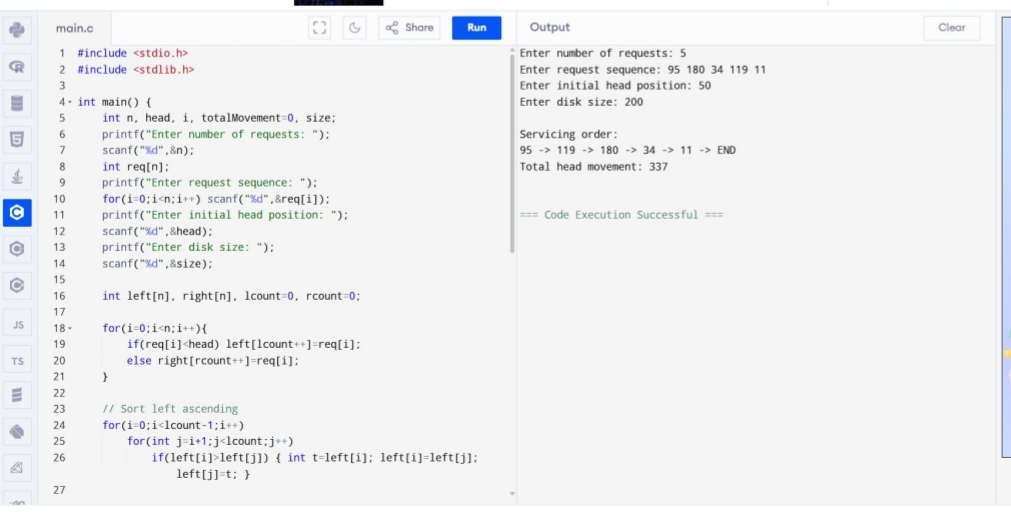 main.c
Share
Run
Output
Clear
1 #include <stdio.h>
2 #include <stdlib.h>
3
4 int main() {
5 int n, head, i, totalMovement=0, size;
6 printf("Enter number of requests: ");
7 scanf("%d",&n);
8 int req[n];
9 printf("Enter request sequence: ");
10 for(i=0;i<n;i++) scanf("%d",&req[i]);
11 printf("Enter initial head position: ");
12 scanf("%d",&head);
13 printf("Enter disk size: ");
14 scanf("%d",&size);
15
16 int left[n], right[n], lcount=0, rcount=0;
17
18 for(i=0;i<n;i++){
19 if(req[i]<head) left[lcount++]=req[i];
20 else right[rcount++]=req[i];
21 }
22
23 // Sort left ascending
24 for(i=0;i<lcount-1;i++)
25 for(int j=i+1;j<lcount;j++)
26 if(left[i]>left[j]) { int t=left[i]; left[i]=left[j];
left[j]=t; }
27
Enter number of requests: 5
Enter request sequence: 95 180 34 119 11
Enter initial head position: 50
Enter disk size: 200
Servicing order:
95 -> 119 -> 180 -> 34 -> 11 -> END
Total head movement: 337
=== Code Execution Successful ===
JS
TS